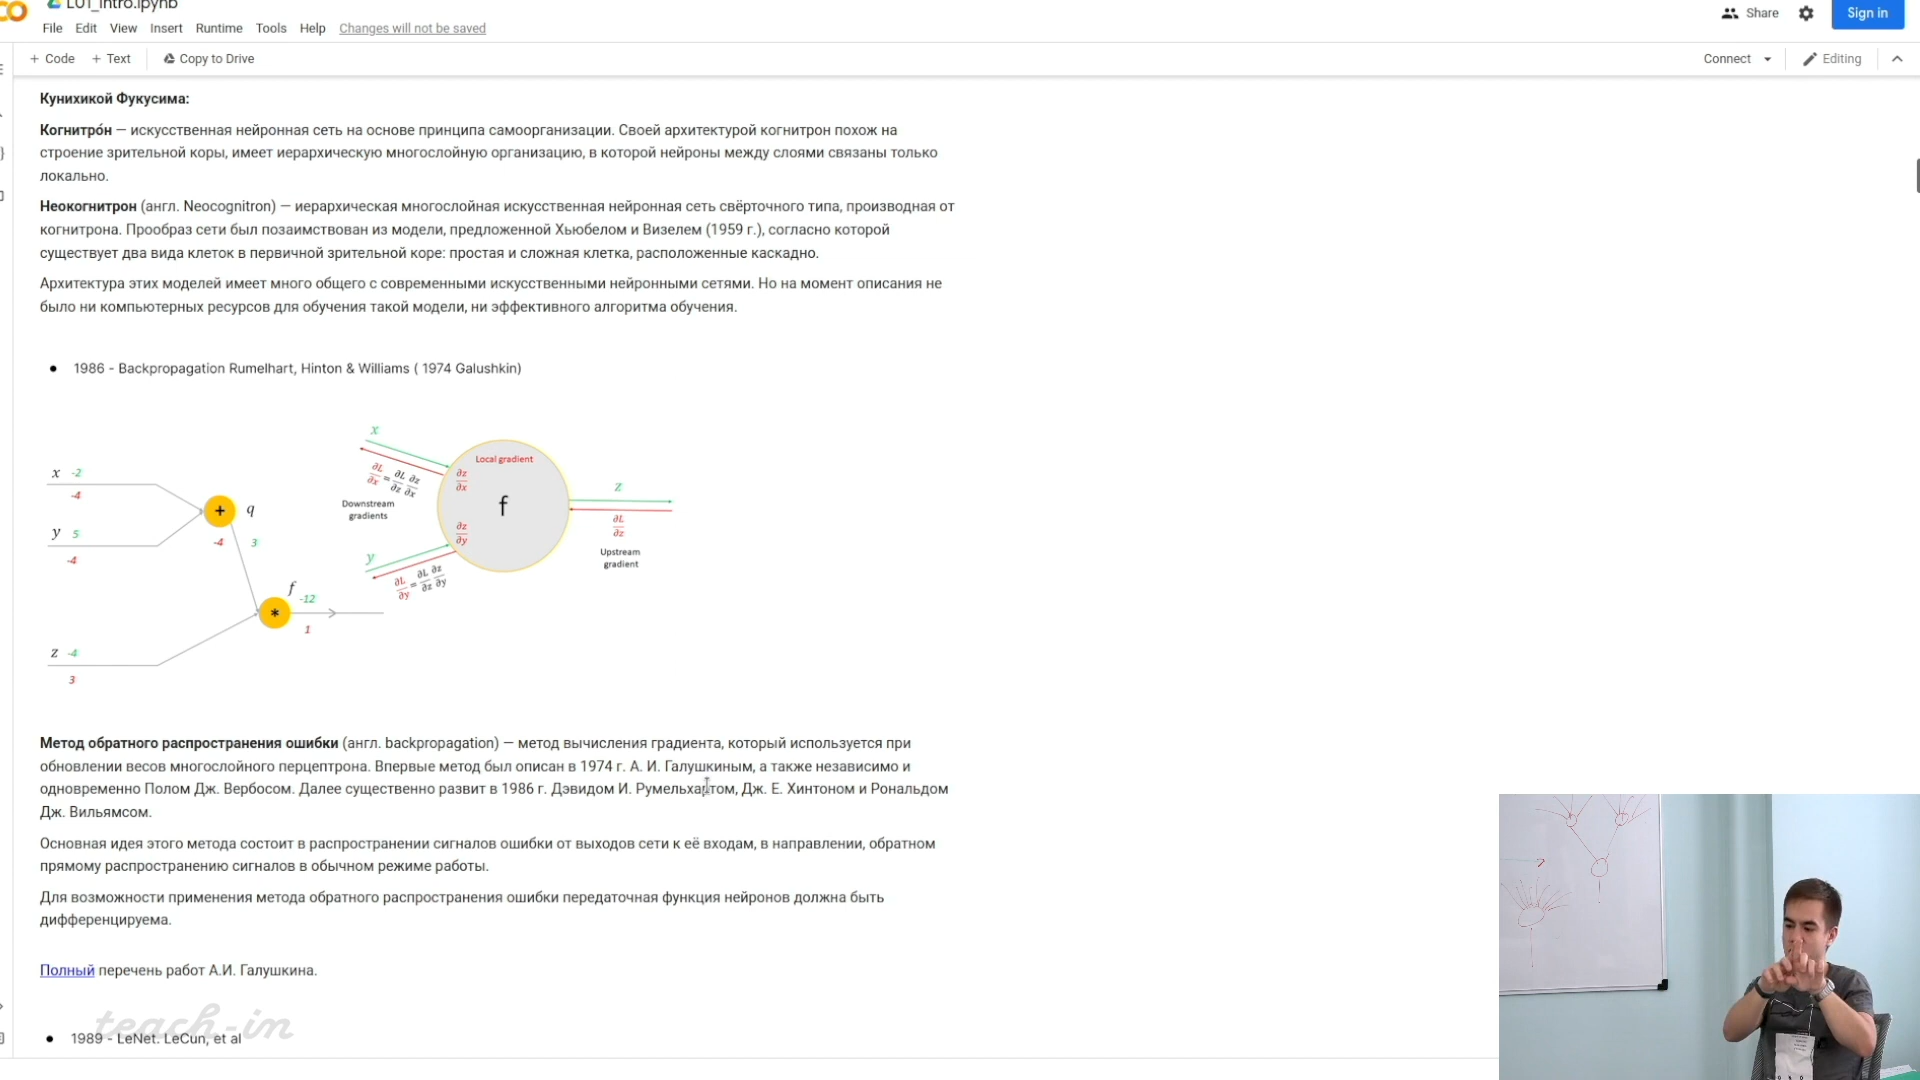 L01_Intro.ipynb
File Edit View Insert Runtime Tools Help Changes will not be saved
Share Sign in
+ Code + Text Copy to Drive
Connect Editing
Кунихикой Фукусима:
Когнитро́н — искусственная нейронная сеть на основе принципа самоорганизации. Своей архитектурой когнитрон похож на
строение зрительной коры, имеет иерархическую многослойную организацию, в которой нейроны между слоями связаны только
локально.
Неокогнитрон (англ. Neocognitron) — иерархическая многослойная искусственная нейронная сеть свёрточного типа, производная от
когнитрона. Прообраз сети был позаимствован из модели, предложенной Хьюбелом и Визелем (1959 г.), согласно которой
существует два вида клеток в первичной зрительной коре: простая и сложная клетка, расположенные каскадно.
Архитектура этих моделей имеет много общего с современными искусственными нейронными сетями. Но на момент описания не
было ни компьютерных ресурсов для обучения такой модели, ни эффективного алгоритма обучения.
1986 - Backpropagation Rumelhart, Hinton & Williams ( 1974 Galushkin)
x -2
-4
y 5
-4
+ q
-4 3
f -12
*
1
z -4
3
x
∂L/∂x = ∂L/∂z ∂z/∂x
Downstream
gradients
y
∂L/∂y = ∂L/∂z ∂z/∂y
Local gradient
∂z/∂x
f
∂z/∂y
z
∂L/∂z
Upstream
gradient
Метод обратного распространения ошибки (англ. backpropagation) — метод вычисления градиента, который используется при
обновлении весов многослойного перцептрона. Впервые метод был описан в 1974 г. А. И. Галушкиным, а также независимо и
одновременно Полом Дж. Вербосом. Далее существенно развит в 1986 г. Дэвидом И. Румельхартом, Дж. Е. Хинтоном и Рональдом
Дж. Вильямсом.
Основная идея этого метода состоит в распространении сигналов ошибки от выходов сети к её входам, в направлении, обратном
прямому распространению сигналов в обычном режиме работы.
Для возможности применения метода обратного распространения ошибки передаточная функция нейронов должна быть
дифференцируема.
Полный перечень работ А.И. Галушкина.
teach-in
1989 - LeNet. LeCun, et al